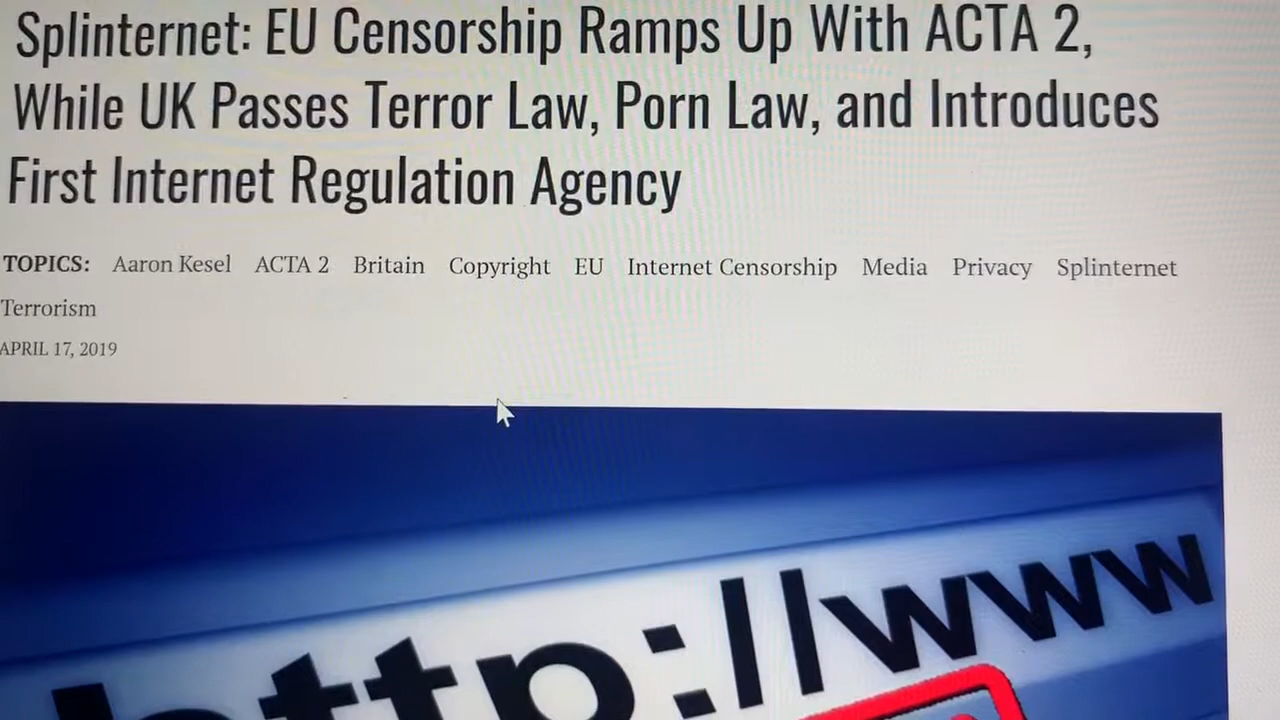 Splinternet: EU Censorship Ramps Up With ACTA 2,
While UK Passes Terror Law, Porn Law, and Introduces
First Internet Regulation Agency
TOPICS: Aaron Kesel ACTA 2 Britain Copyright EU Internet Censorship Media Privacy Splinternet
Terrorism
APRIL 17, 2019
http://www